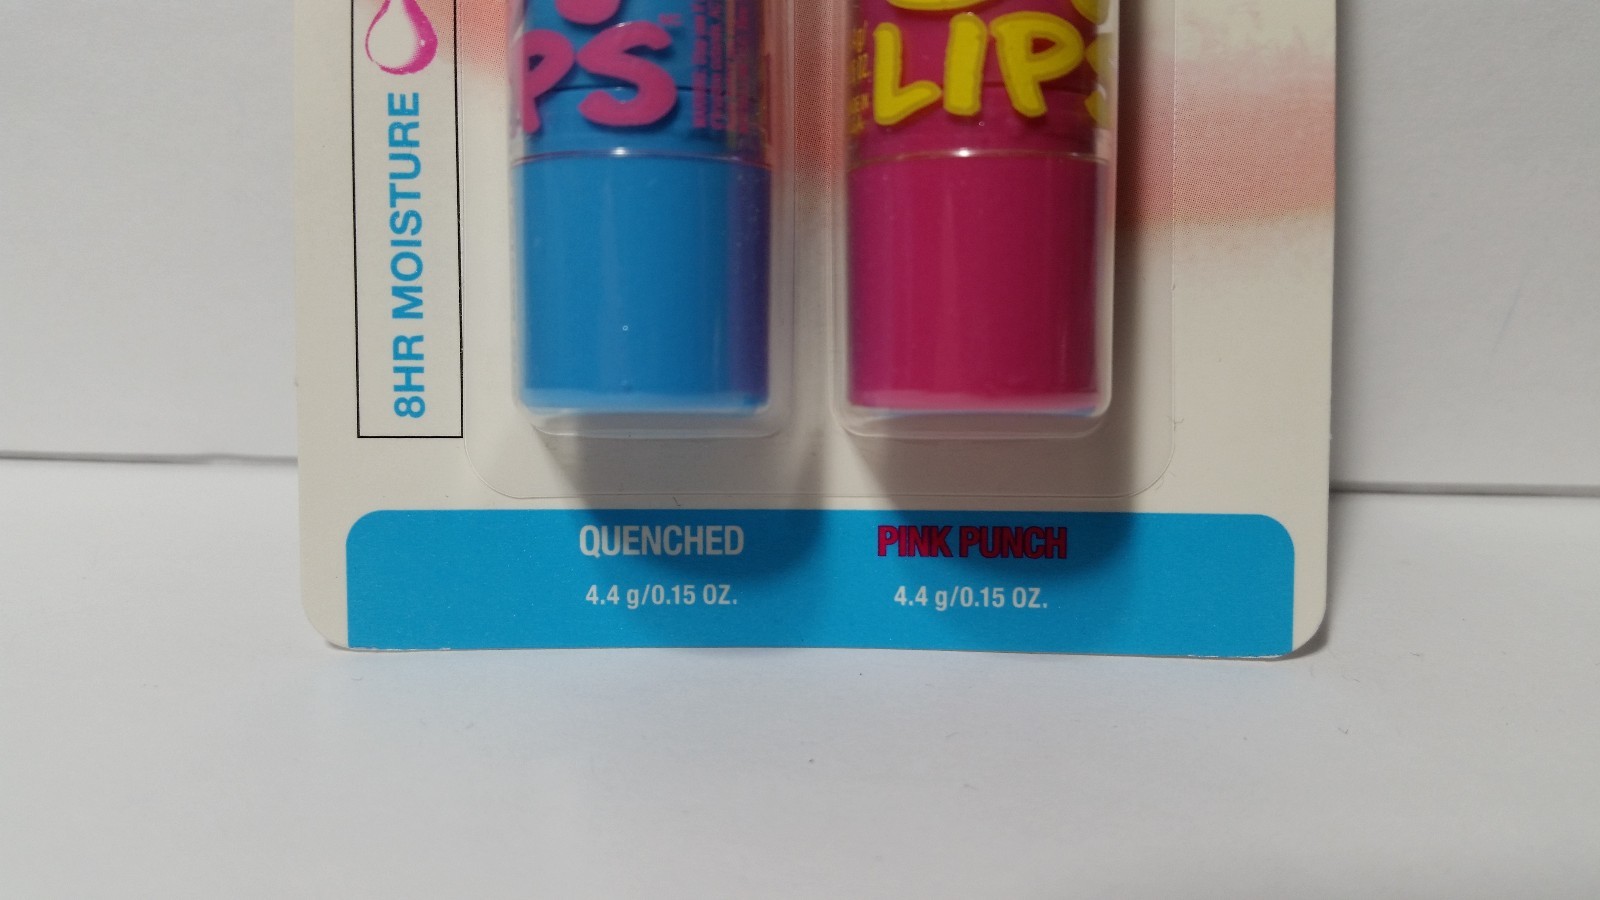 8HR MOISTURE
PS
LIPS
QUENCHED
PINK PUNCH
4.4 g/0.15 OZ.
4.4 g/0.15 OZ.